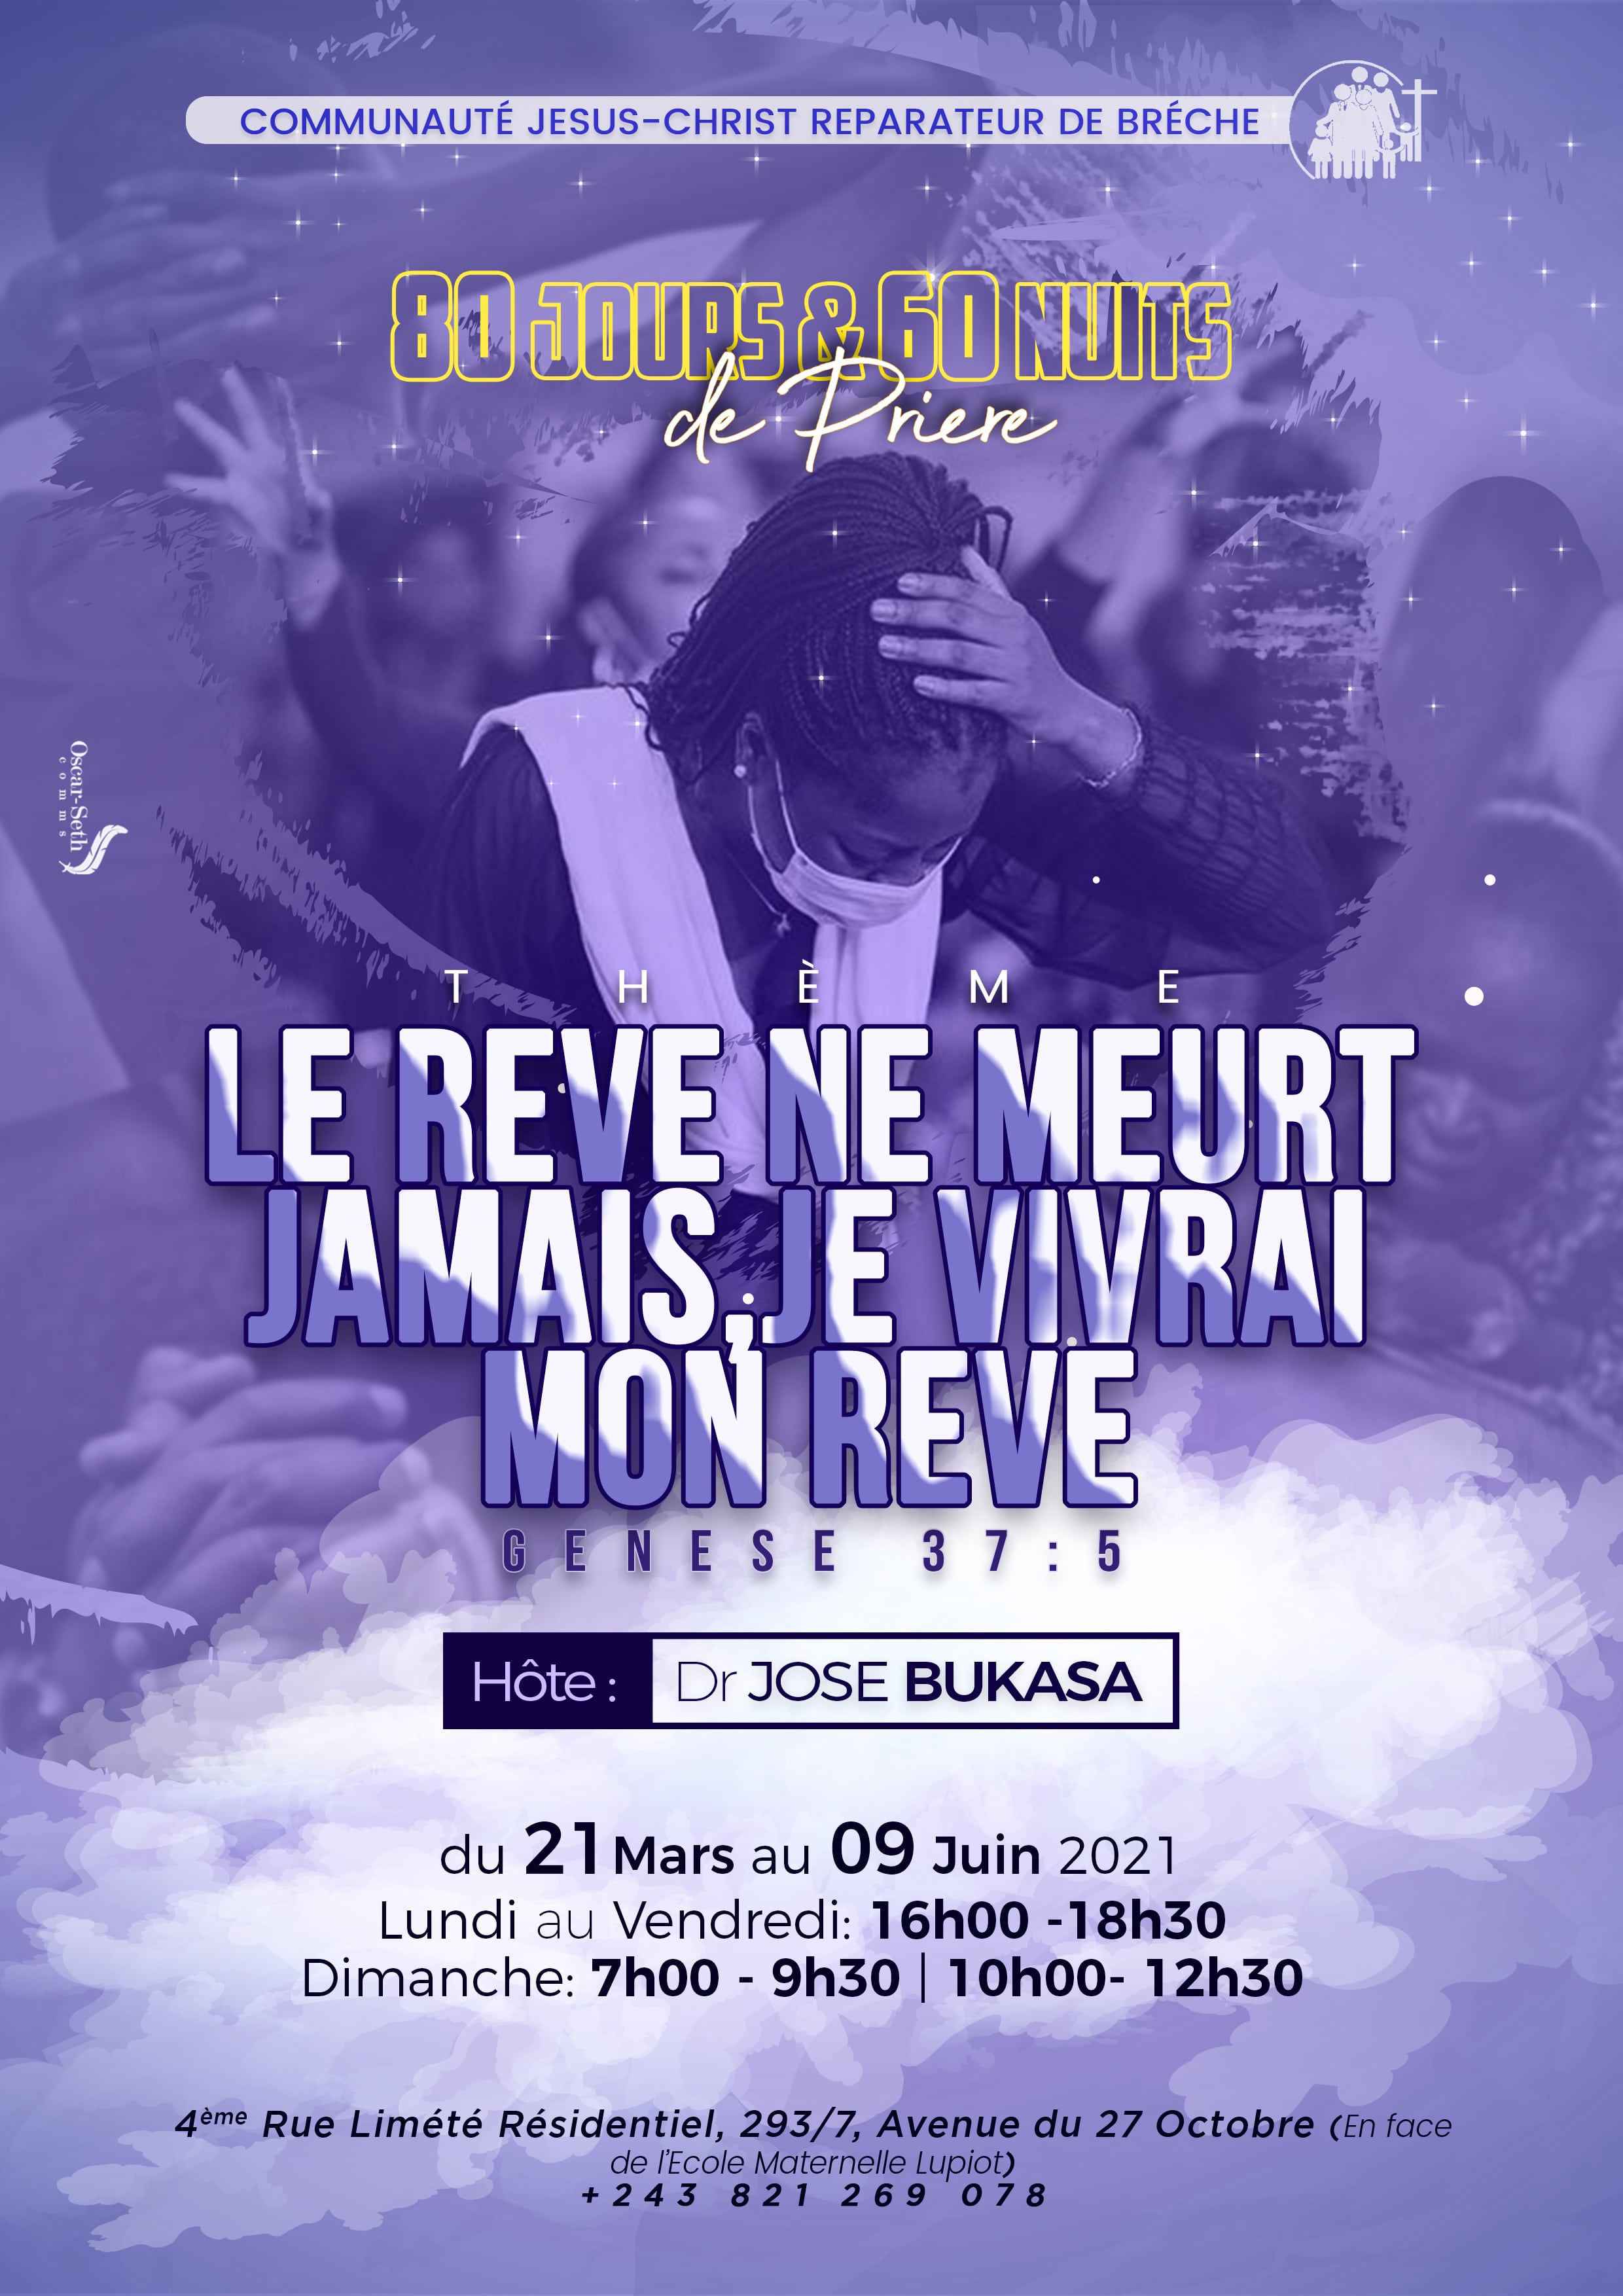 COMMUNAUTÉ JESUS-CHRIST REPARATEUR DE BRÉCHE
80 JOURS & 60 NUITS
de Priere
Oscar-Seth
comms
THÈME
LE REVE NE MEURT
JAMAIS, JE VIVRAI
MON REVE
GENESE 37:5
Hôte : Dr JOSE BUKASA
du 21 Mars au 09 Juin 2021
Lundi au Vendredi: 16h00 -18h30
Dimanche: 7h00 - 9h30 | 10h00- 12h30
4ème Rue Limété Résidentiel, 293/7, Avenue du 27 Octobre (En face
de l'Ecole Maternelle Lupiot)
+243 821 269 078